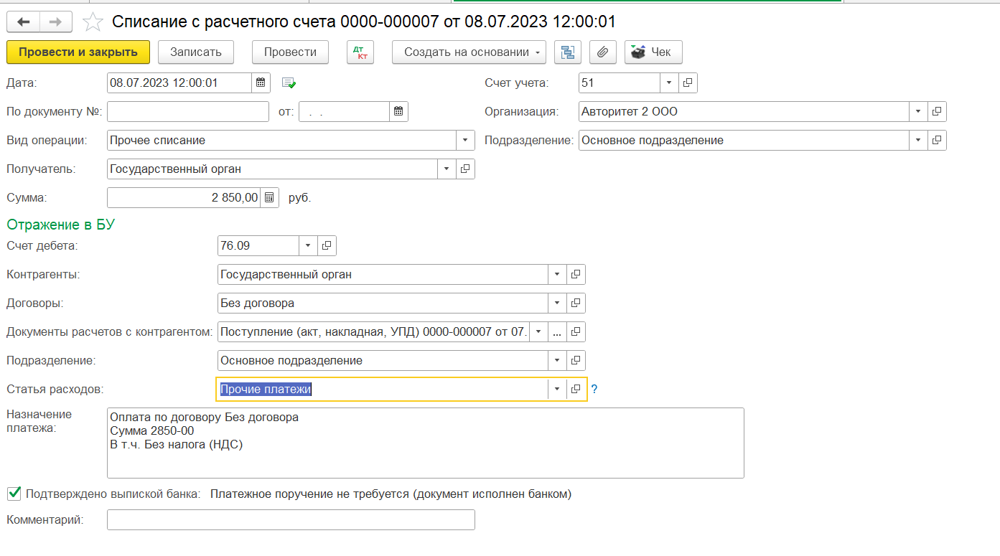 Списание с расчетного счета 0000-000007 от 08.07.2023 12:00:01
Провести и закрыть Записать Провести Дт Кт Создать на основании Чек
Дата: 08.07.2023 12:00:01 Счет учета: 51
По документу №: от: . . Организация: Авторитет 2 ООО
Вид операции: Прочее списание Подразделение: Основное подразделение
Получатель: Государственный орган
Сумма: 2 850,00 руб.
Отражение в БУ
Счет дебета: 76.09
Контрагенты: Государственный орган
Договоры: Без договора
Документы расчетов с контрагентом: Поступление (акт, накладная, УПД) 0000-000007 от 07. ...
Подразделение: Основное подразделение
Статья расходов: Прочие платежи ?
Назначение
платежа:
Оплата по договору Без договора
Сумма 2850-00
В т.ч. Без налога (НДС)
Подтверждено выпиской банка: Платежное поручение не требуется (документ исполнен банком)
Комментарий: